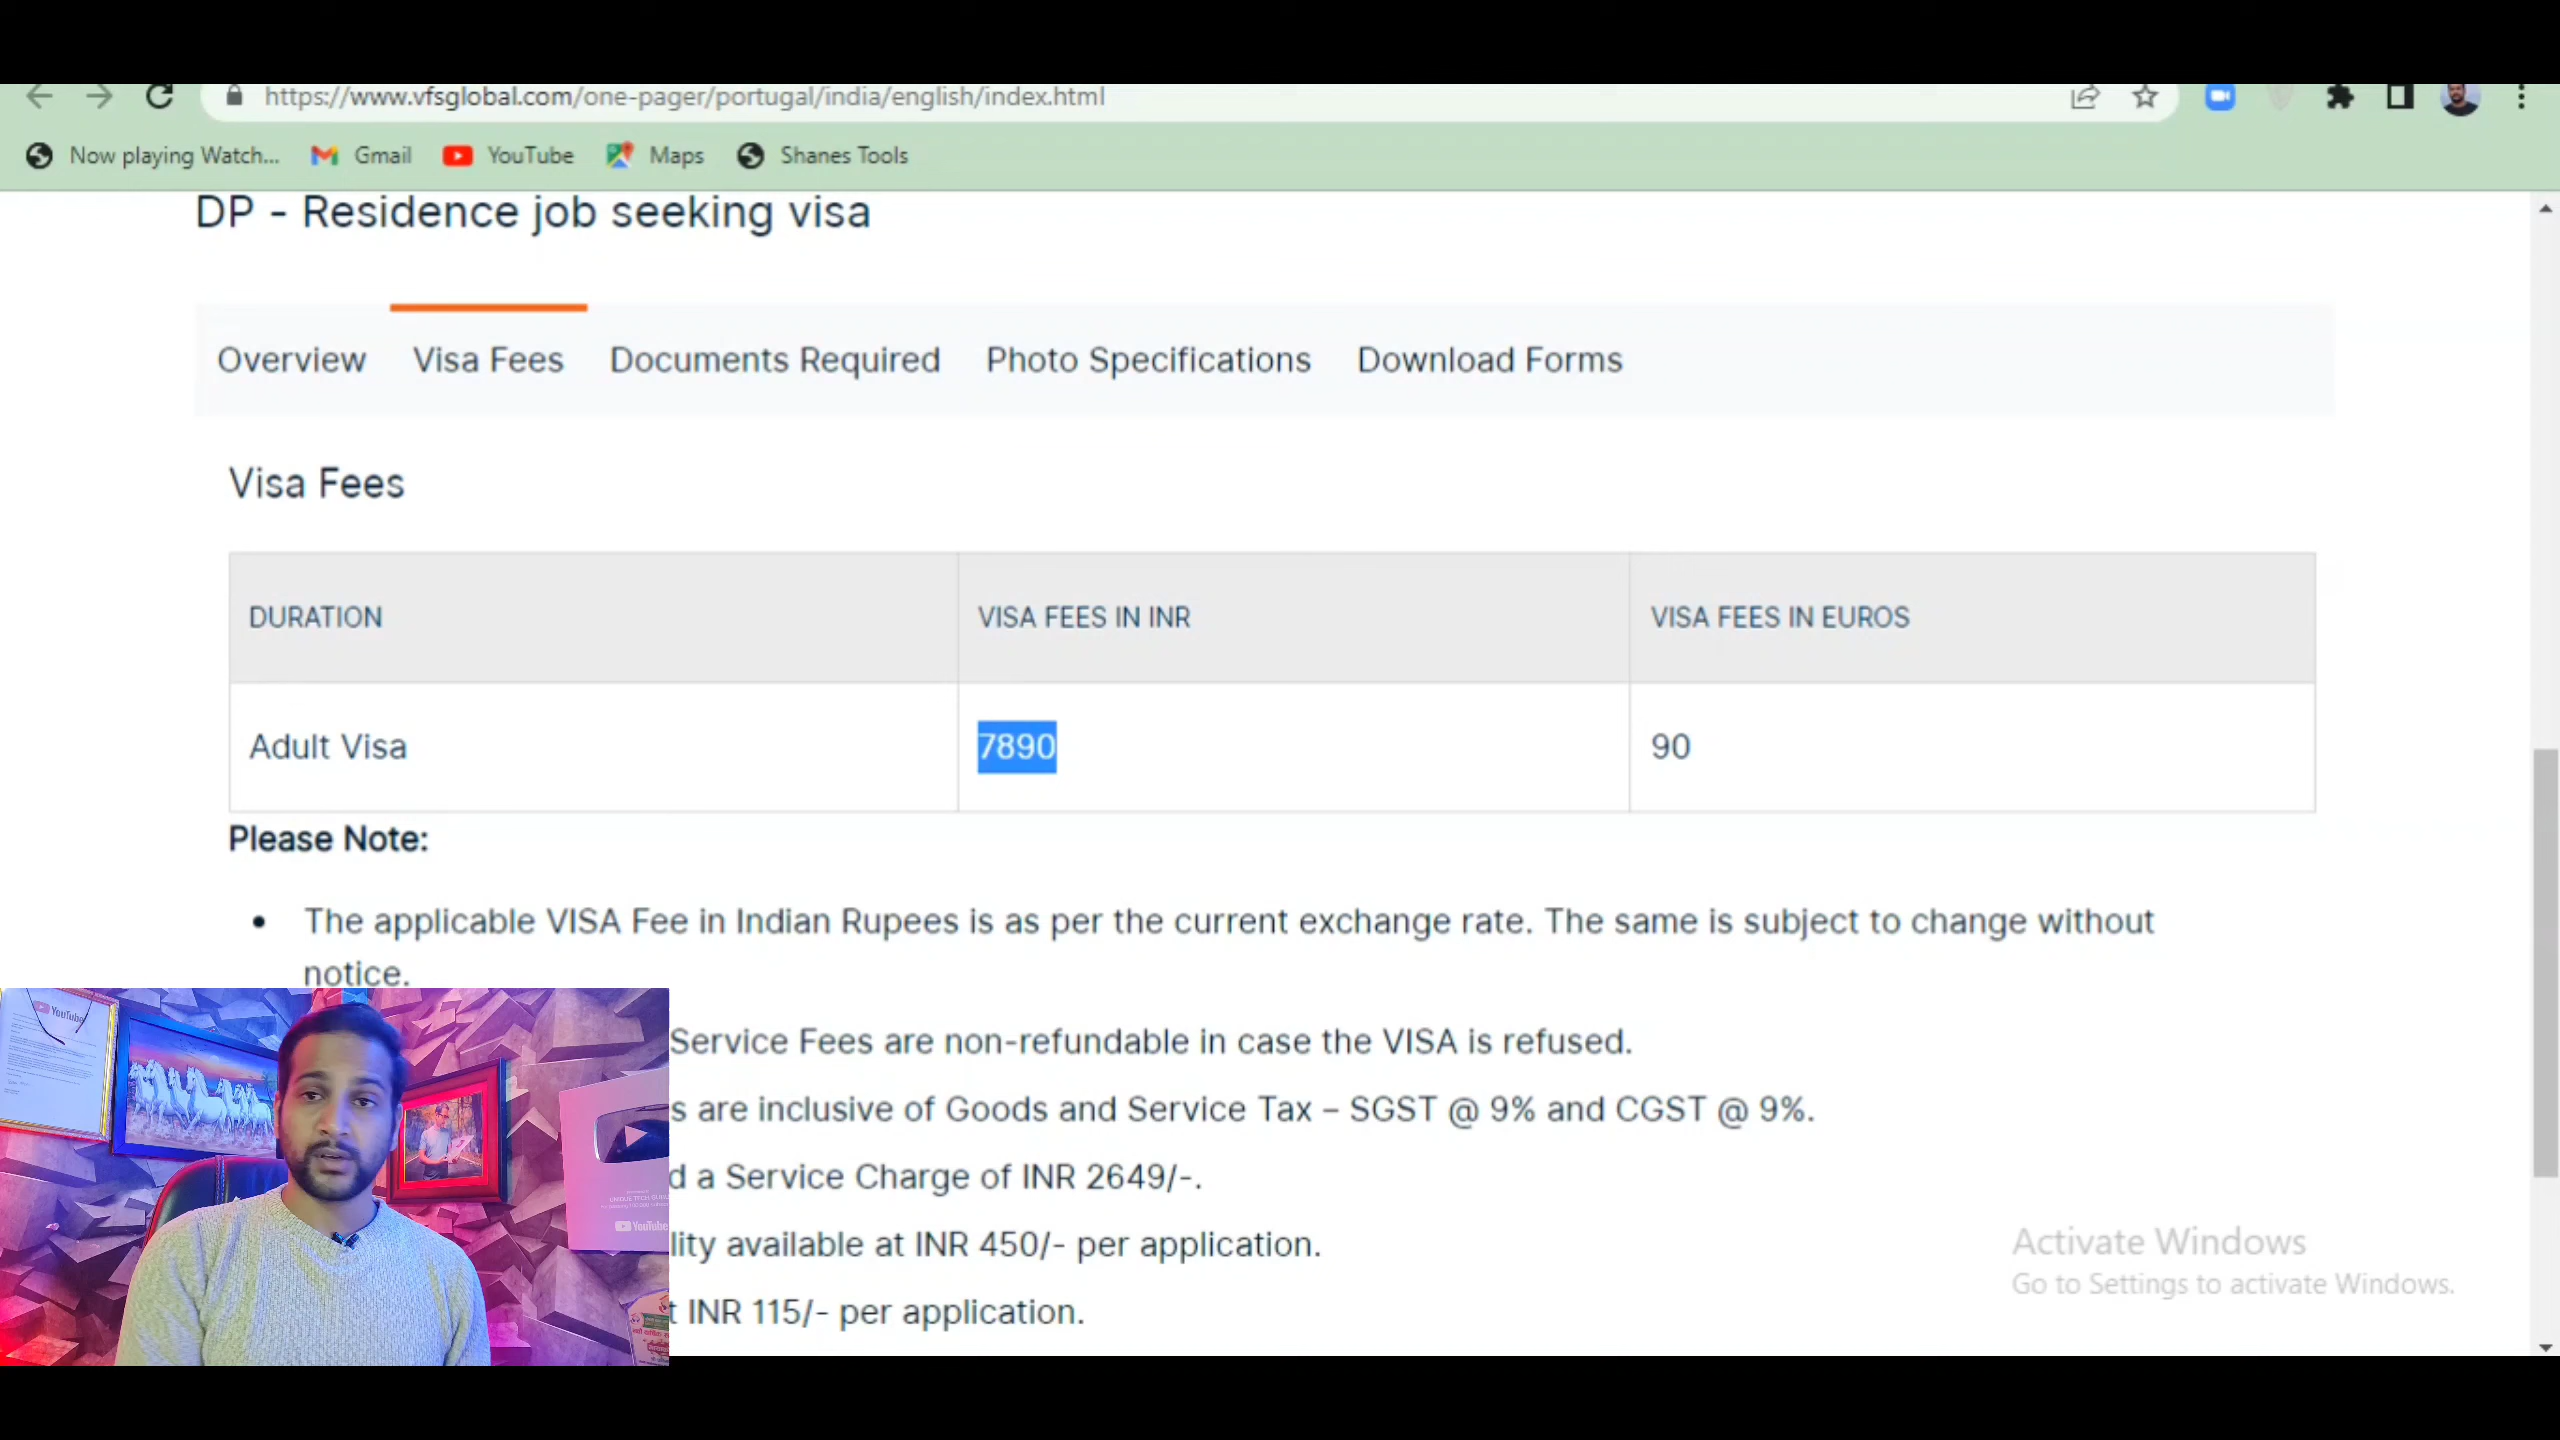 https://www.vfsglobal.com/one-pager/portugal/india/english/index.html
Now playing Watch... Gmail YouTube Maps Shanes Tools
DP - Residence job seeking visa
Overview Visa Fees Documents Required Photo Specifications Download Forms
Visa Fees
DURATION VISA FEES IN INR VISA FEES IN EUROS
Adult Visa 7890 90
Please Note:
• The applicable VISA Fee in Indian Rupees is as per the current exchange rate. The same is subject to change without
notice.
Service Fees are non-refundable in case the VISA is refused.
s are inclusive of Goods and Service Tax – SGST @ 9% and CGST @ 9%.
d a Service Charge of INR 2649/-.
lity available at INR 450/- per application.
t INR 115/- per application.
YouTube
YouTube
Activate Windows
Go to Settings to activate Windows.